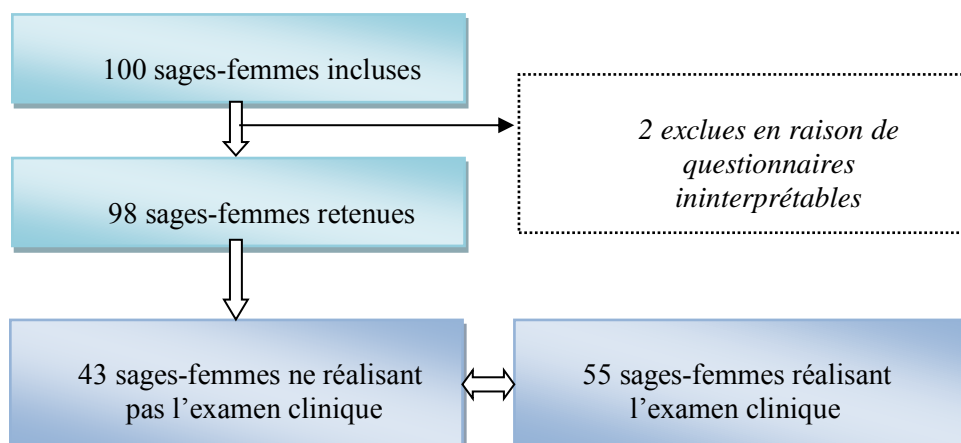 100 sages-femmes incluses
2 exclues en raison de
questionnaires
ininterprétables
98 sages-femmes retenues
43 sages-femmes ne réalisant
pas l’examen clinique
55 sages-femmes réalisant
l’examen clinique